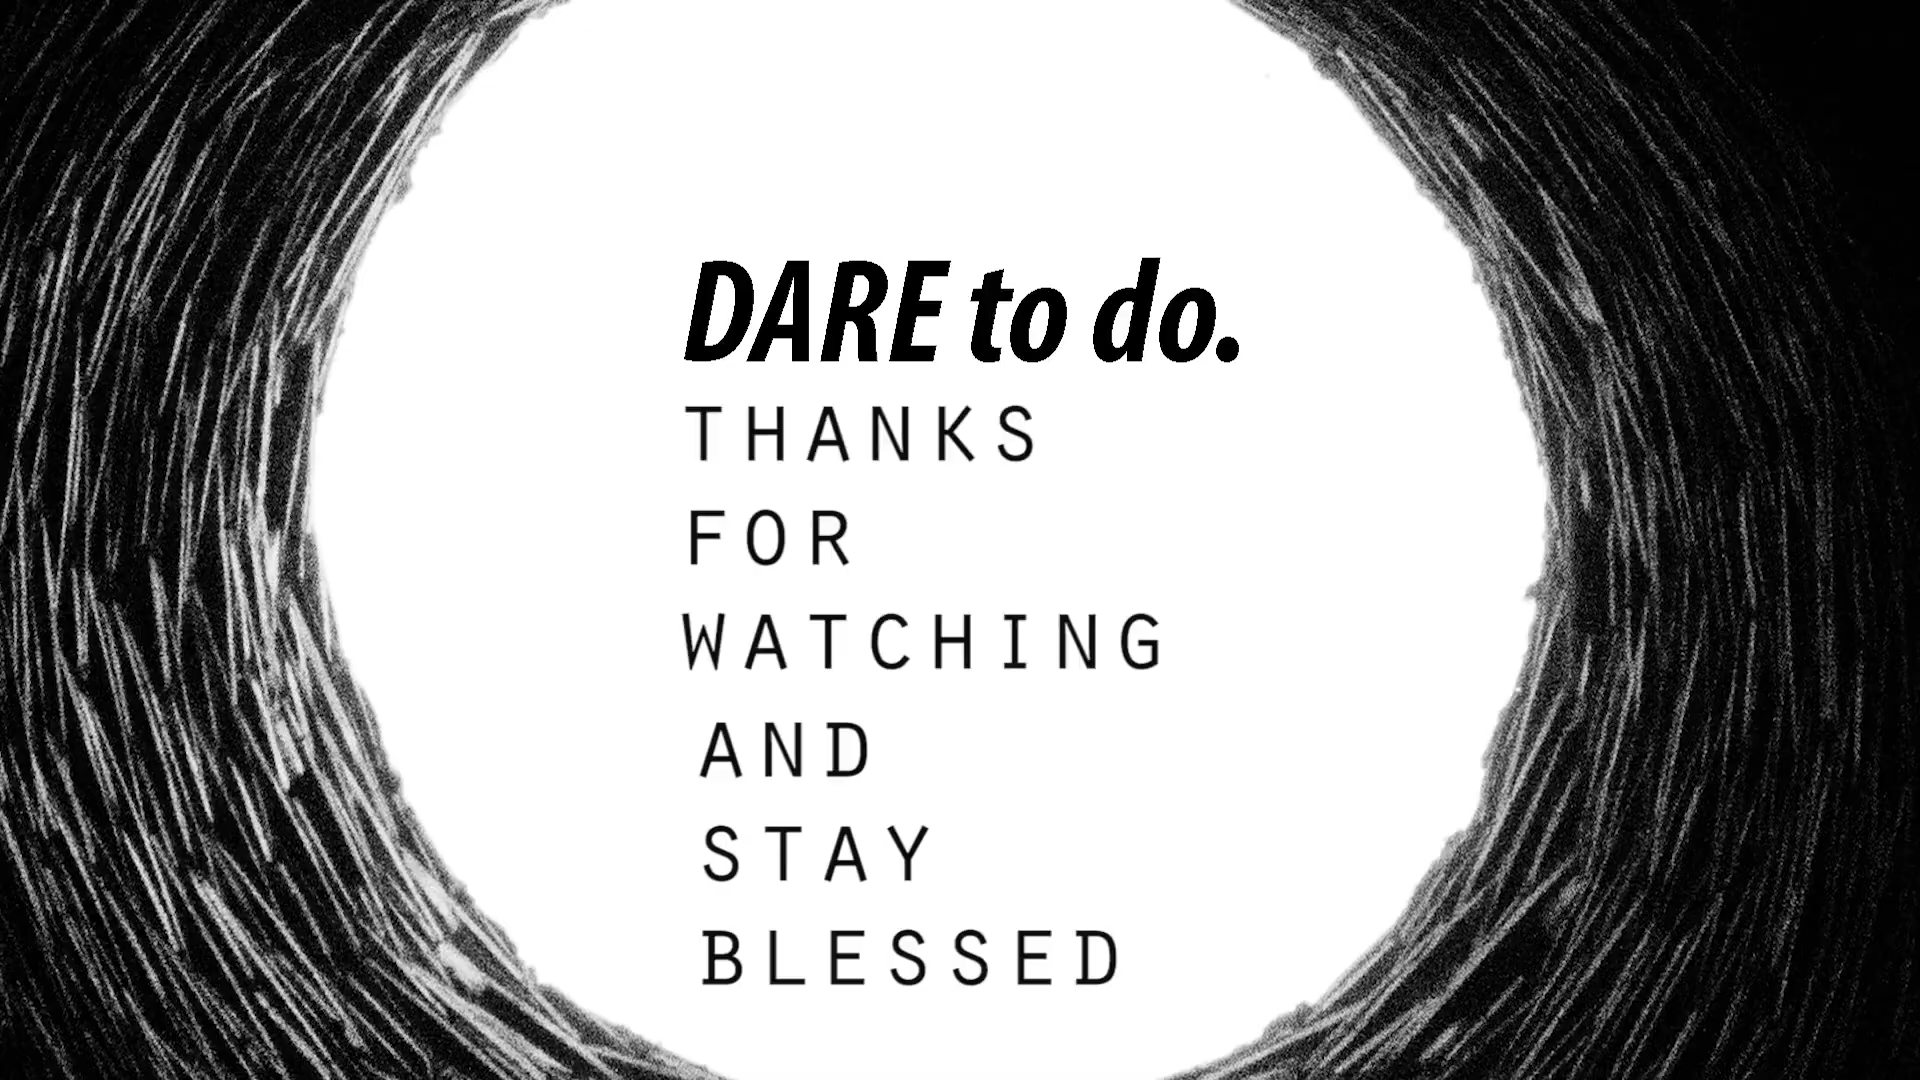 DARE to do.
THANKS
FOR
WATCHING
AND
STAY
BLESSED